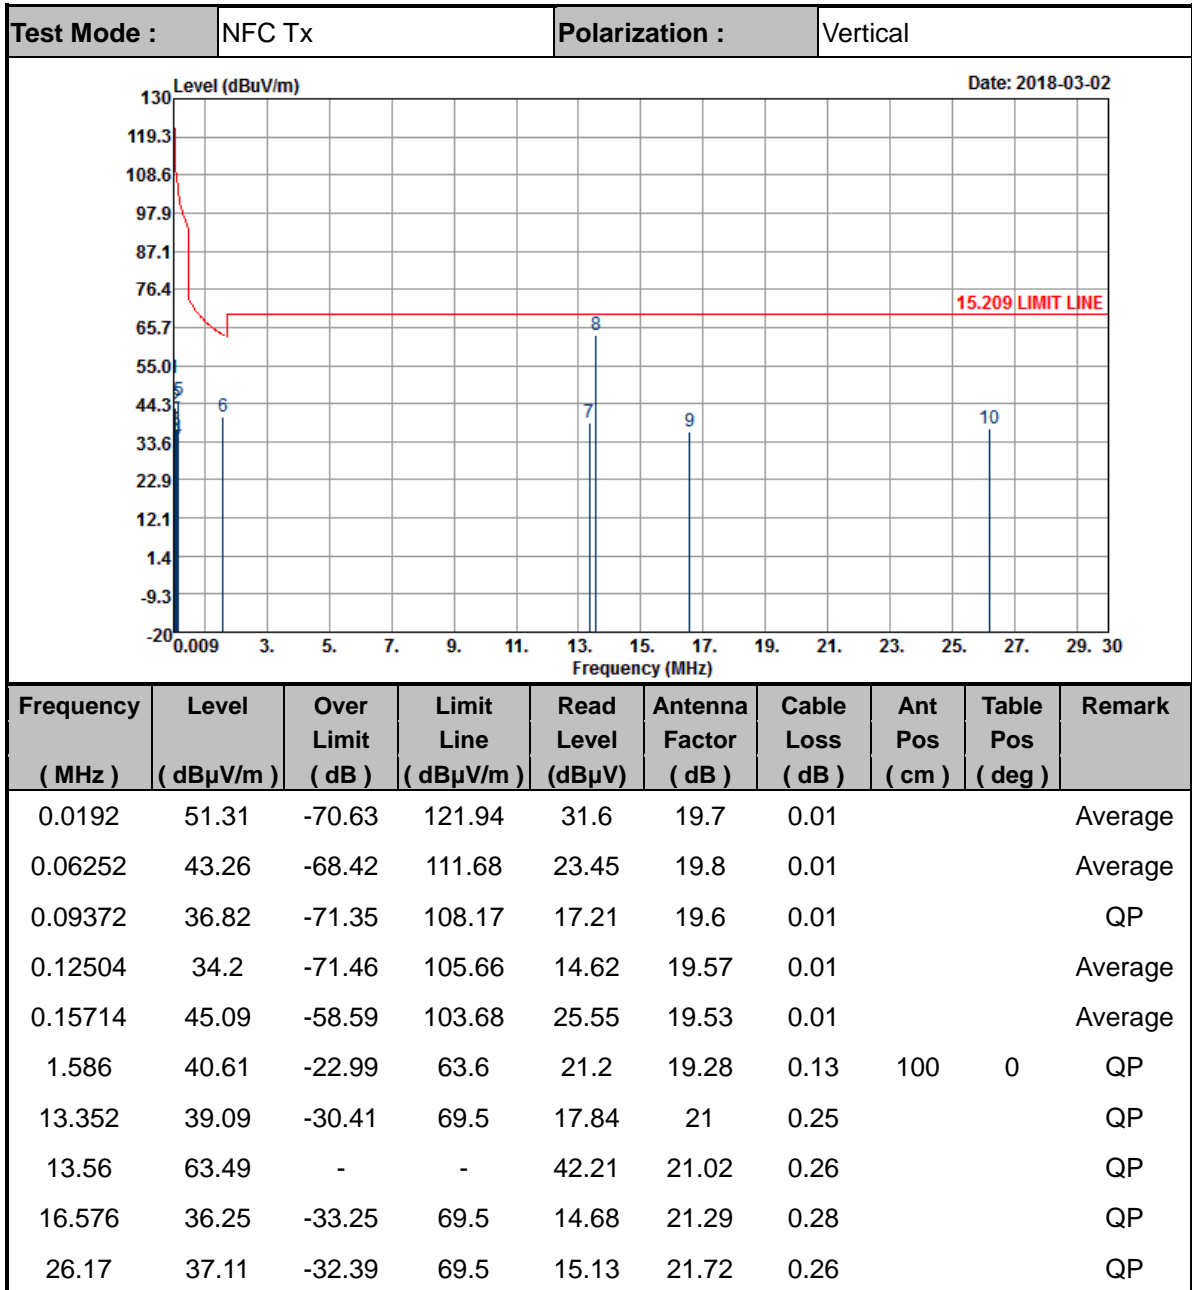 Test Mode : NFC Tx Polarization : Vertical
Level (dBuV/m) Date: 2018-03-02
130
119.3
108.6
97.9
87.1
76.4
15.209 LIMIT LINE
65.7
8
55.0
5
44.3
6
7
9
10
33.6
22.9
12.1
1.4
-9.3
-20
0.009 3. 5. 7. 9. 11. 13. 15. 17. 19. 21. 23. 25. 27. 29. 30
Frequency (MHz)
Frequency Level Over Limit Read Antenna Cable Ant Table Remark
Limit Line Level Factor Loss Pos Pos
( MHz ) ( dBµV/m ) ( dB ) ( dBµV/m ) (dBµV) ( dB ) ( dB ) ( cm ) ( deg )
0.0192 51.31 -70.63 121.94 31.6 19.7 0.01 Average
0.06252 43.26 -68.42 111.68 23.45 19.8 0.01 Average
0.09372 36.82 -71.35 108.17 17.21 19.6 0.01 QP
0.12504 34.2 -71.46 105.66 14.62 19.57 0.01 Average
0.15714 45.09 -58.59 103.68 25.55 19.53 0.01 Average
1.586 40.61 -22.99 63.6 21.2 19.28 0.13 100 0 QP
13.352 39.09 -30.41 69.5 17.84 21 0.25 QP
13.56 63.49 - - 42.21 21.02 0.26 QP
16.576 36.25 -33.25 69.5 14.68 21.29 0.28 QP
26.17 37.11 -32.39 69.5 15.13 21.72 0.26 QP